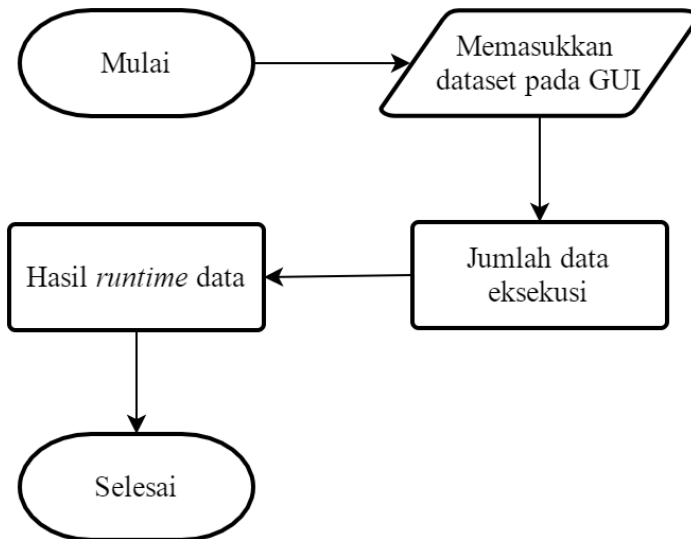 Mulai
Memasukkan
dataset pada GUI
Jumlah data
eksekusi
Hasil runtime data
Selesai